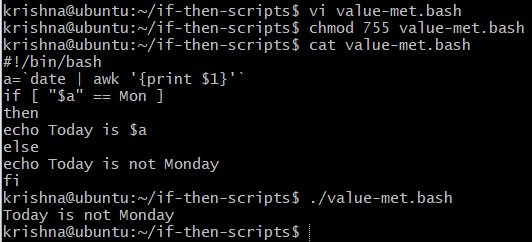 krishna@ubuntu:~/if-then-scripts$ vi value-met.bash
krishna@ubuntu:~/if-then-scripts$ chmod 755 value-met.bash
krishna@ubuntu:~/if-then-scripts$ cat value-met.bash
#!/bin/bash
a=`date | awk '{print $1}'`
if [ "$a" == Mon ]
then
echo Today is $a
else
echo Today is not Monday
fi
krishna@ubuntu:~/if-then-scripts$ ./value-met.bash
Today is not Monday
krishna@ubuntu:~/if-then-scripts$